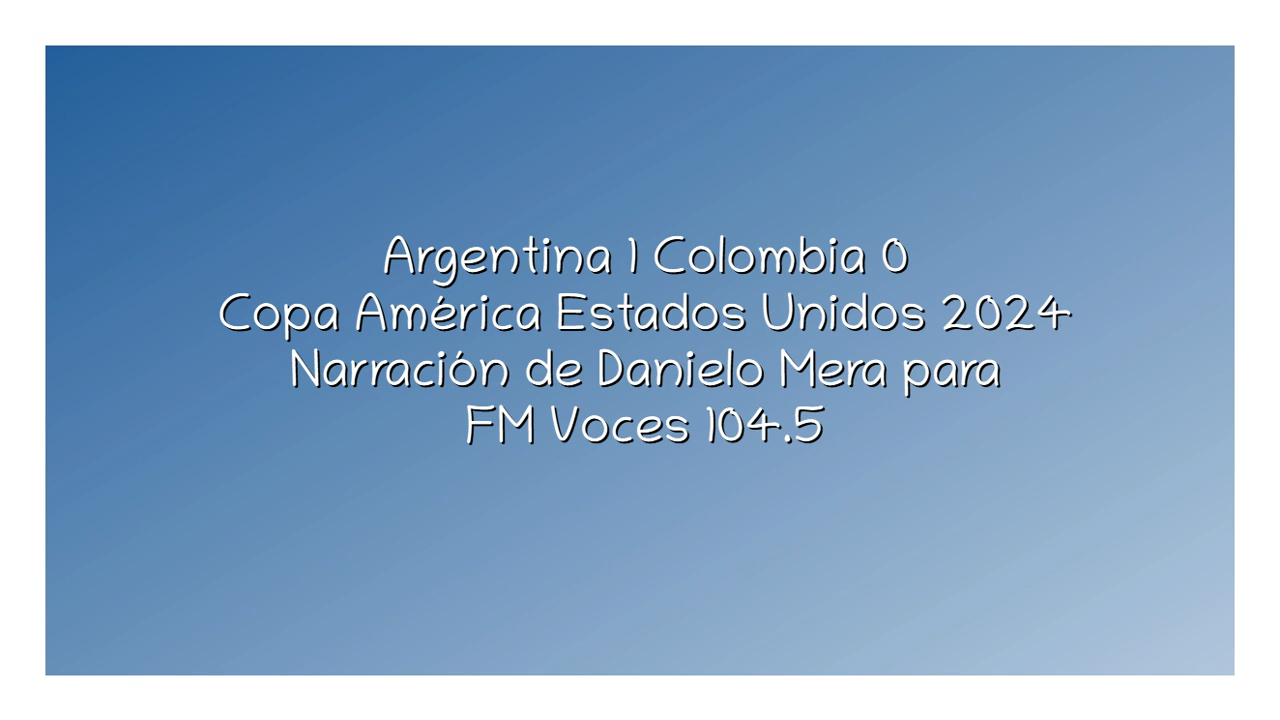 Argentina 1 Colombia 0
Copa América Estados Unidos 2024
Narración de Danielo Mera para
FM Voces 104.5